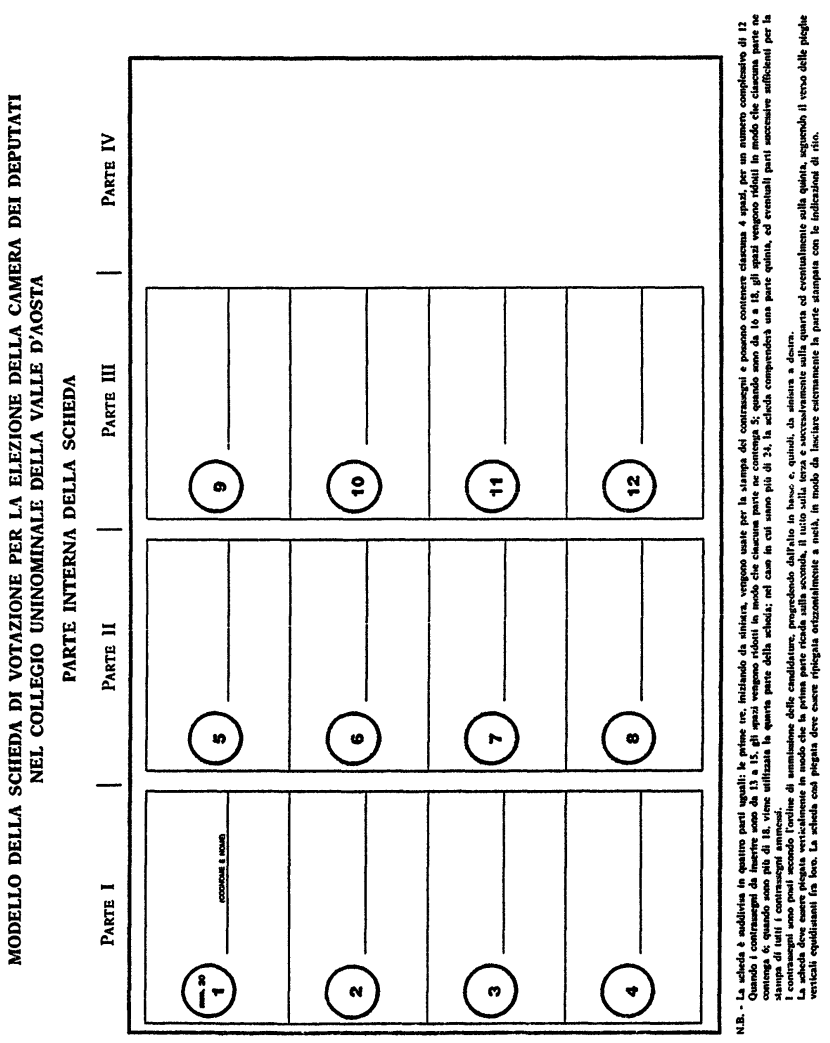 MODELLO DELLA SCHEDA DI VOTAZIONE PER LA ELEZIONE DELLA CAMERA DEI DEPUTATI
NEL COLLEGIO UNINOMINALE DELLA VALLE D'AOSTA
PARTE INTERNA DELLA SCHEDA
PARTE I
PARTE II
PARTE III
PARTE IV
mm. 20
1
(COGNOME E NOME)
2
3
4
5
6
7
8
9
10
11
12
N.B. - La scheda è suddivisa in quattro parti uguali: le prime tre, iniziando da sinistra, vengono usate per la stampa dei contrassegni e possono contenere ciascuna 4 spazi, per un numero complessivo di 12
Quando i contrassegni da inserire sono da 13 a 15, gli spazi vengono ridotti in modo che ciascuna parte ne contenga 5; quando sono da 16 a 18, gli spazi vengono ridotti in modo che ciascuna parte ne
contenga 6; quando sono più di 18, viene utilizzata la quarta parte della scheda; nel caso in cui siano più di 24, la scheda comprenderà una parte quinta, ed eventuali parti successive sufficienti per la
stampa di tutti i contrassegni ammessi.
I contrassegni sono posti secondo l'ordine di ammissione delle candidature, progredendo dall'alto in basso e, quindi, da sinistra a destra.
La scheda deve essere piegata verticalmente in modo che la prima parte ricada sulla seconda, il tutto sulla terza e successivamente sulla quarta ed eventualmente sulla quinta, seguendo il verso delle pieghe
verticali equidistanti fra loro. La scheda così piegata deve essere ripiegata orizzontalmente a metà, in modo da lasciare esternamente la parte stampata con le indicazioni di rito.